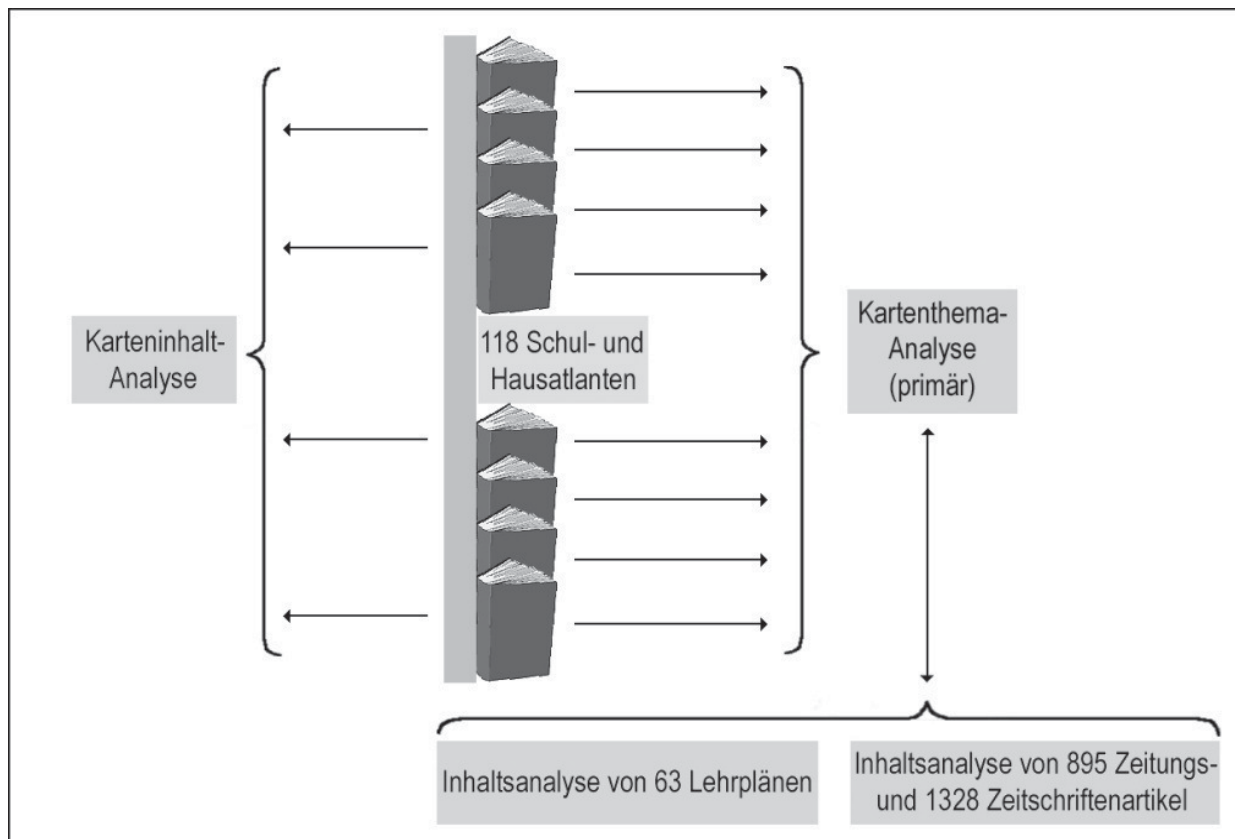 Karteninhalt-
Analyse
118 Schul- und
Hausatlanten
Kartenthema-
Analyse
(primär)
Inhaltsanalyse von 63 Lehrplänen
Inhaltsanalyse von 895 Zeitungs-
und 1328 Zeitschriftenartikel